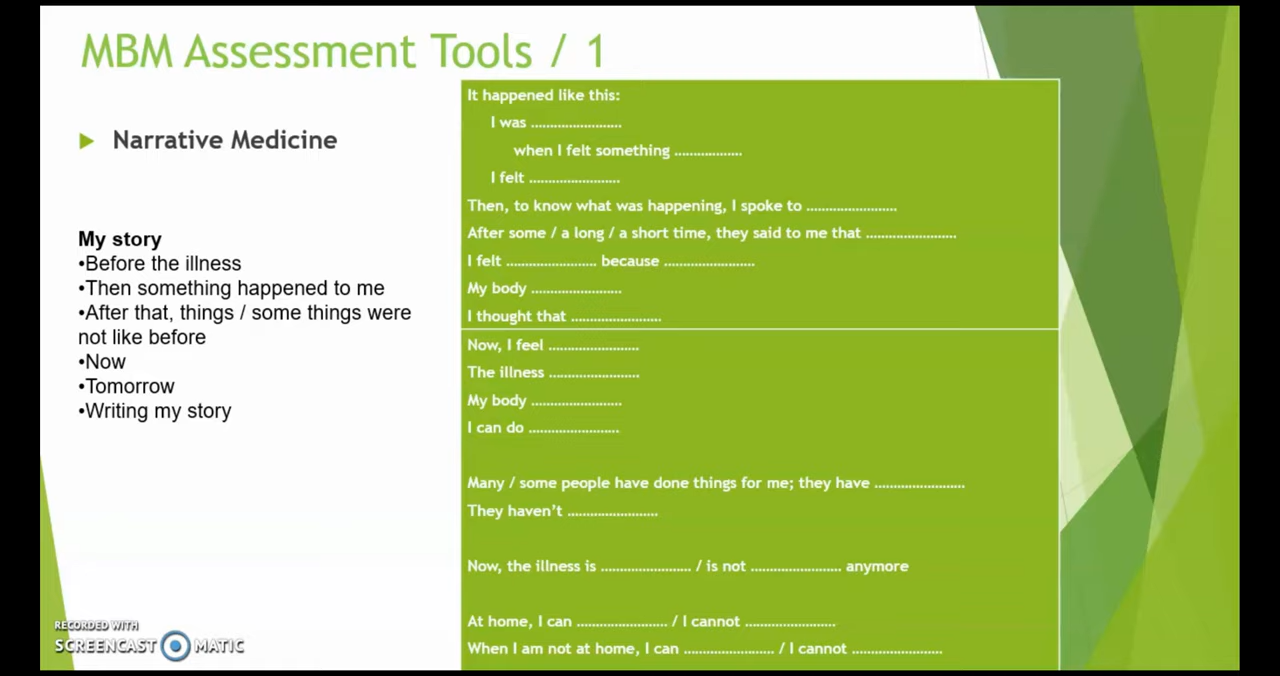 MBM Assessment Tools / 1
Narrative Medicine
My story
•Before the illness
•Then something happened to me
•After that, things / some things were
not like before
•Now
•Tomorrow
•Writing my story
It happened like this:
I was ........................
when I felt something ..................
I felt ........................
Then, to know what was happening, I spoke to ........................
After some / a long / a short time, they said to me that ........................
I felt ........................ because ........................
My body ........................
I thought that ........................
Now, I feel ........................
The illness ........................
My body ........................
I can do ........................
Many / some people have done things for me; they have ........................
They haven’t ........................
Now, the illness is ........................ / is not ........................ anymore
At home, I can ........................ / I cannot ........................
When I am not at home, I can ........................ / I cannot ........................
RECORDED WITH
SCREENCAST MATIC